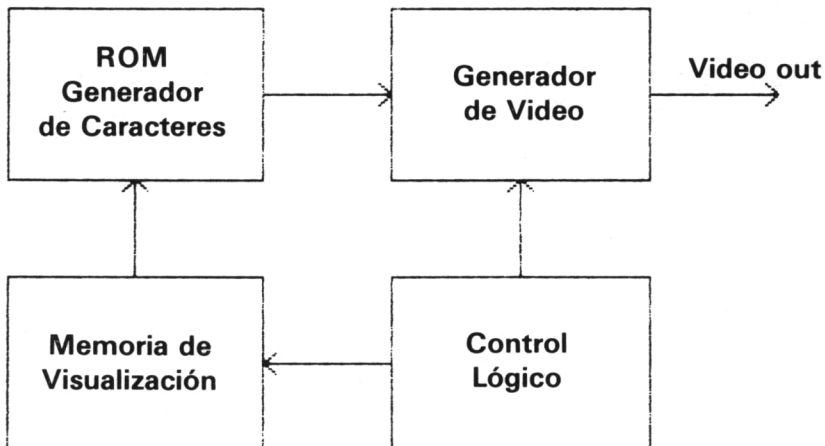 ROM
Generador
de Caracteres
Generador
de Video
Video out
Memoria de
Visualización
Control
Lógico